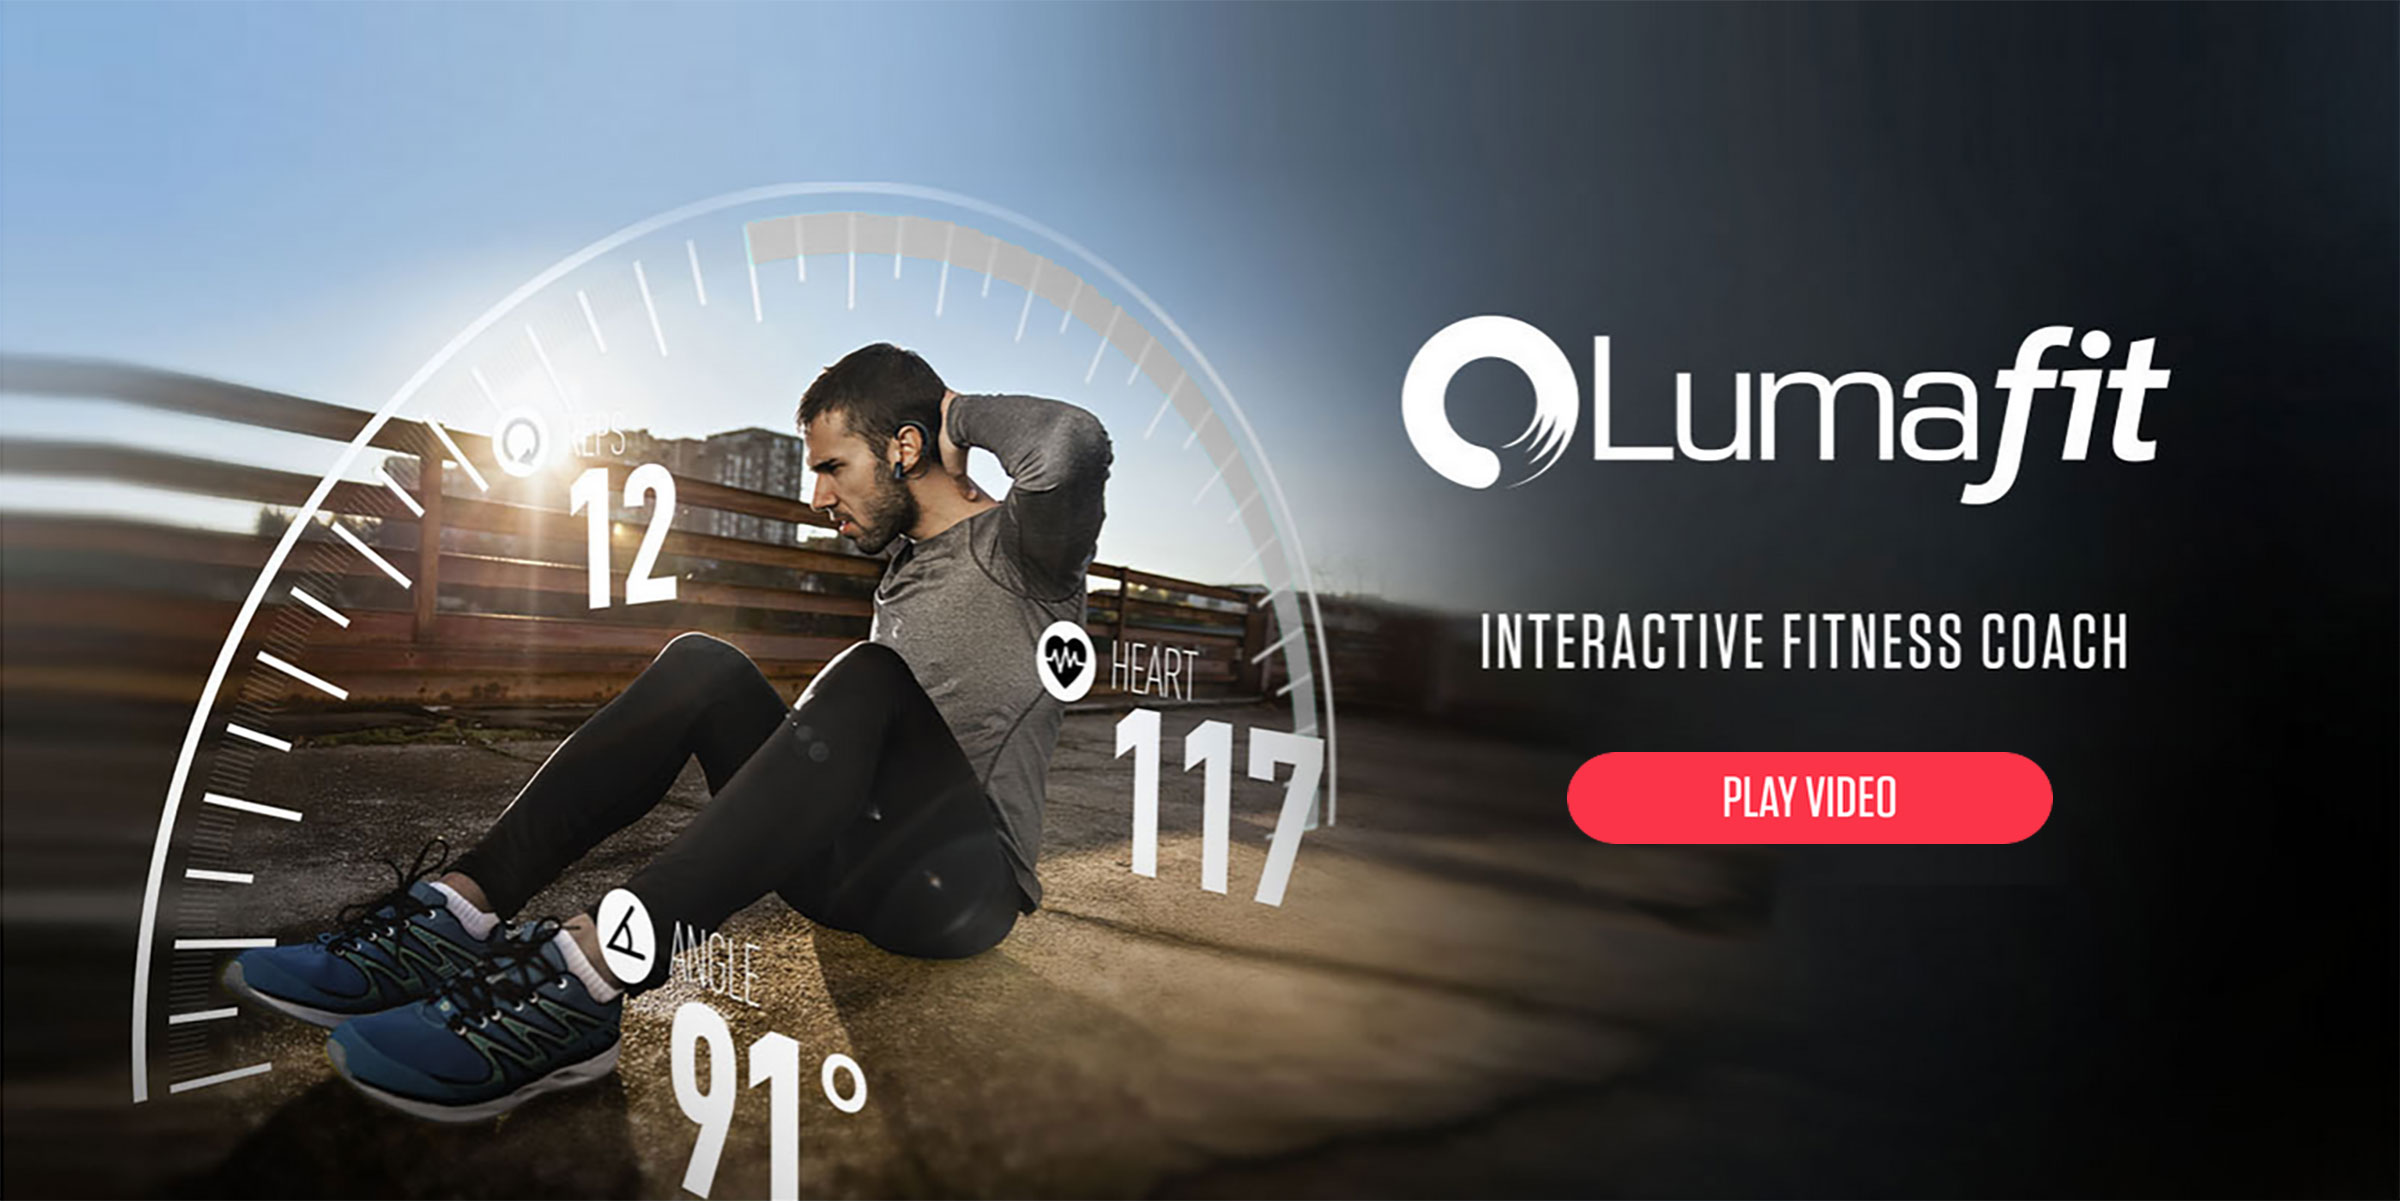 REPS
12
HEART
117
ANGLE
91°
Lumafit
INTERACTIVE FITNESS COACH
PLAY VIDEO